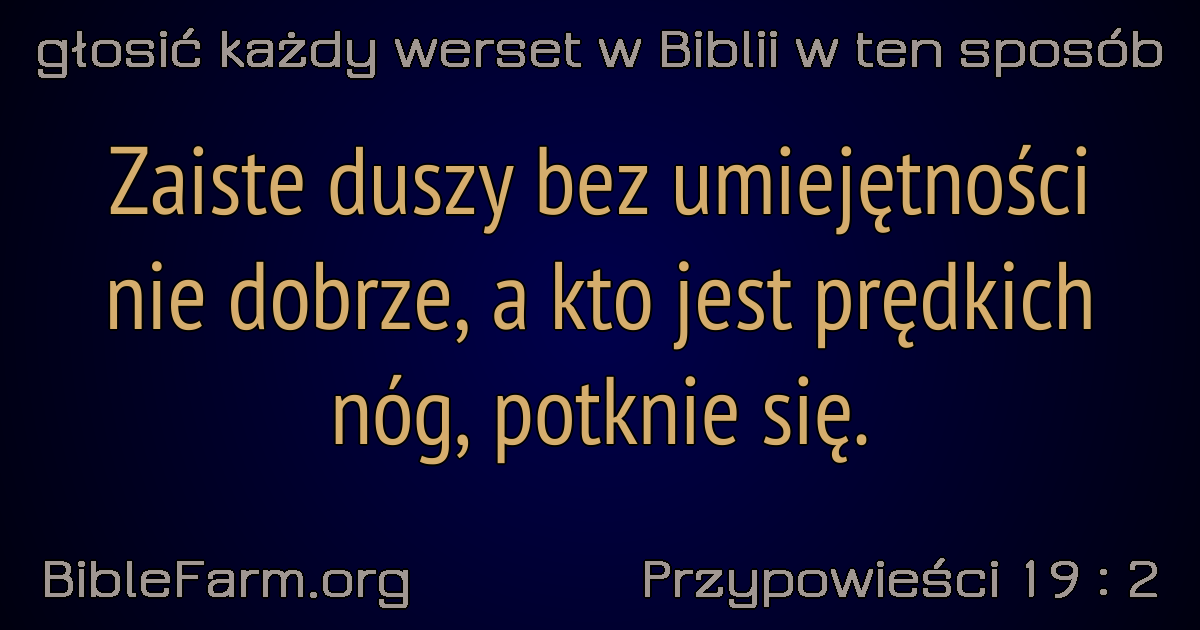 głosić każdy werset w Biblii w ten sposób
Zaiste duszy bez umiejętności
nie dobrze, a kto jest prędkich
nóg, potknie się.
BibleFarm.org
Przypowieści 19 : 2